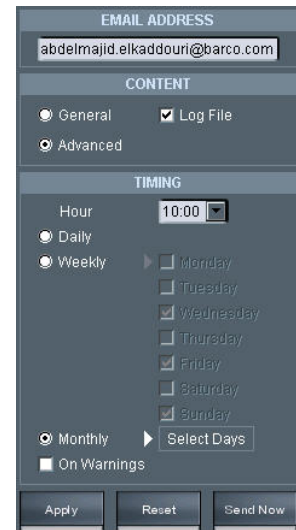 EMAIL ADDRESS
abdelmajid.elkaddouri@barco.com
CONTENT
General Log File
Advanced
TIMING
Hour 10:00
Daily
Weekly Monday
Tuesday
Wednesday
Thursday
Friday
Saturday
Sunday
Monthly Select Days
On Warnings
Apply Reset Send Now